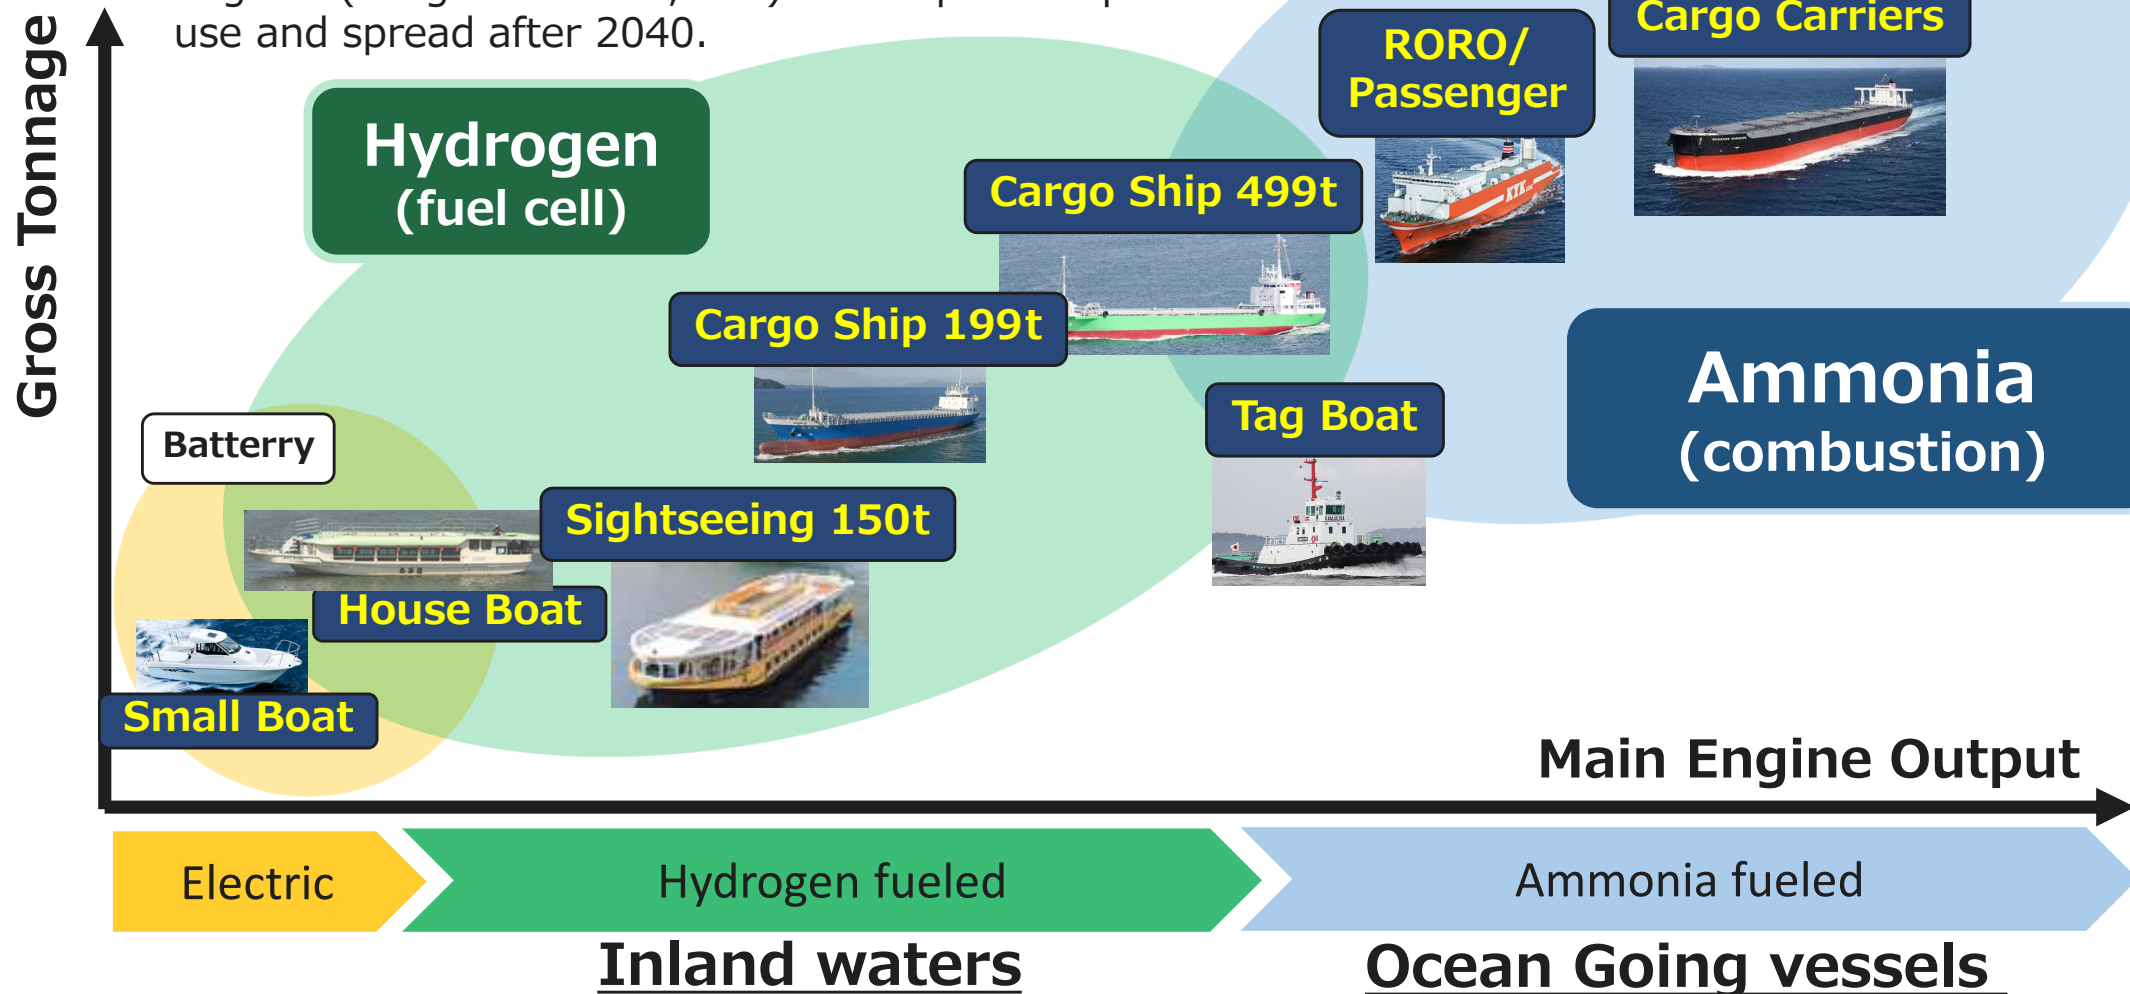 use and spread after 2040.
Gross Tonnage
Cargo Carriers
RORO/
Passenger
Hydrogen
(fuel cell)
Cargo Ship 499t
KYK
Cargo Ship 199t
Ammonia
(combustion)
Tag Boat
Batterry
Sightseeing 150t
House Boat
Small Boat
Main Engine Output
Electric
Hydrogen fueled
Ammonia fueled
Inland waters
Ocean Going vessels